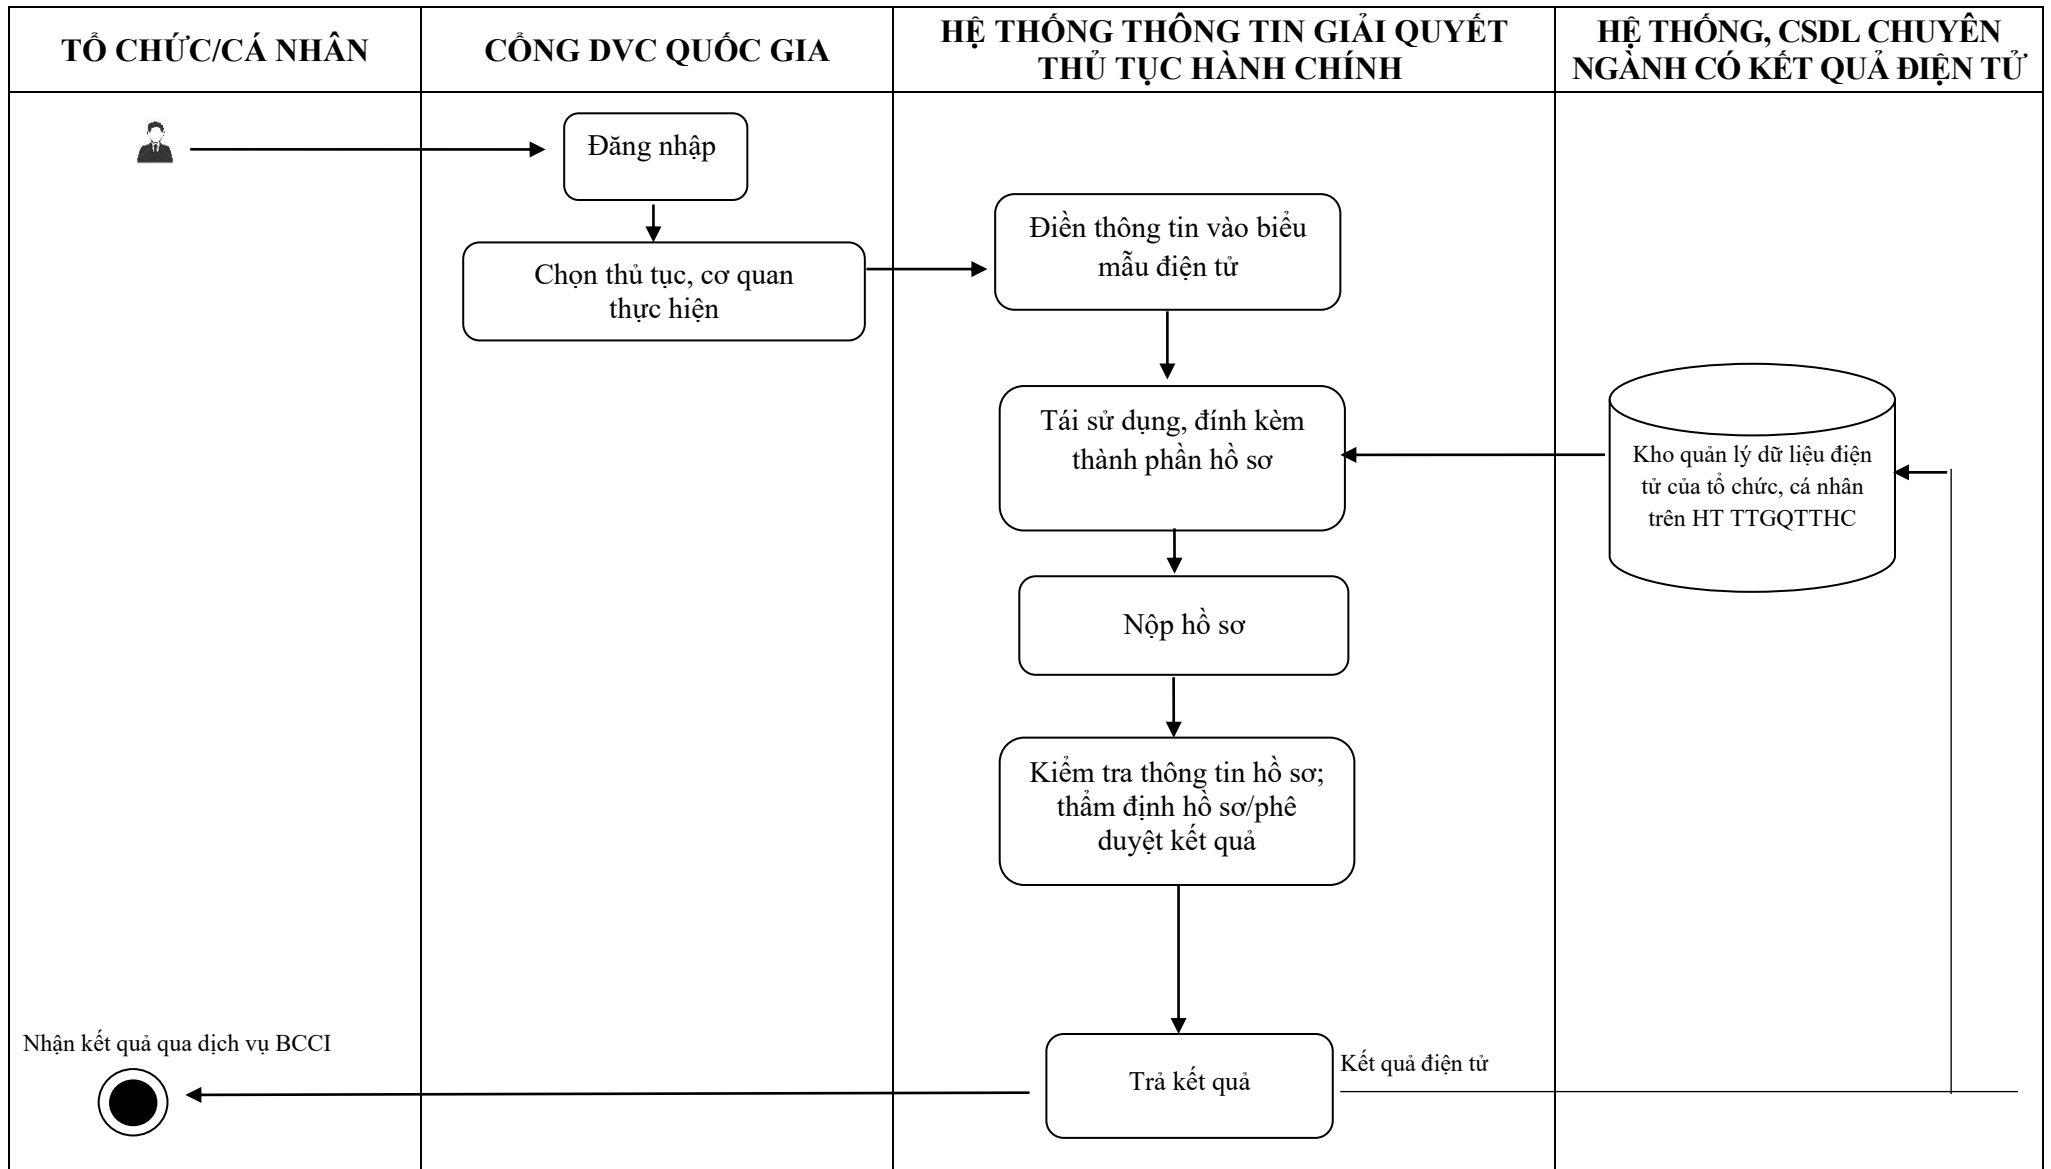 TỔ CHỨC/CÁ NHÂN
CỔNG DVC QUỐC GIA
HỆ THỐNG THÔNG TIN GIẢI QUYẾT
THỦ TỤC HÀNH CHÍNH
HỆ THỐNG, CSDL CHUYÊN
NGÀNH CÓ KẾT QUẢ ĐIỆN TỬ
Đăng nhập
Chọn thủ tục, cơ quan
thực hiện
Điền thông tin vào biểu
mẫu điện tử
Tái sử dụng, đính kèm
thành phần hồ sơ
Kho quản lý dữ liệu điện
tử của tổ chức, cá nhân
trên HT TTGQTTHC
Nộp hồ sơ
Kiểm tra thông tin hồ sơ;
thẩm định hồ sơ/phê
duyệt kết quả
Nhận kết quả qua dịch vụ BCCI
Trả kết quả
Kết quả điện tử